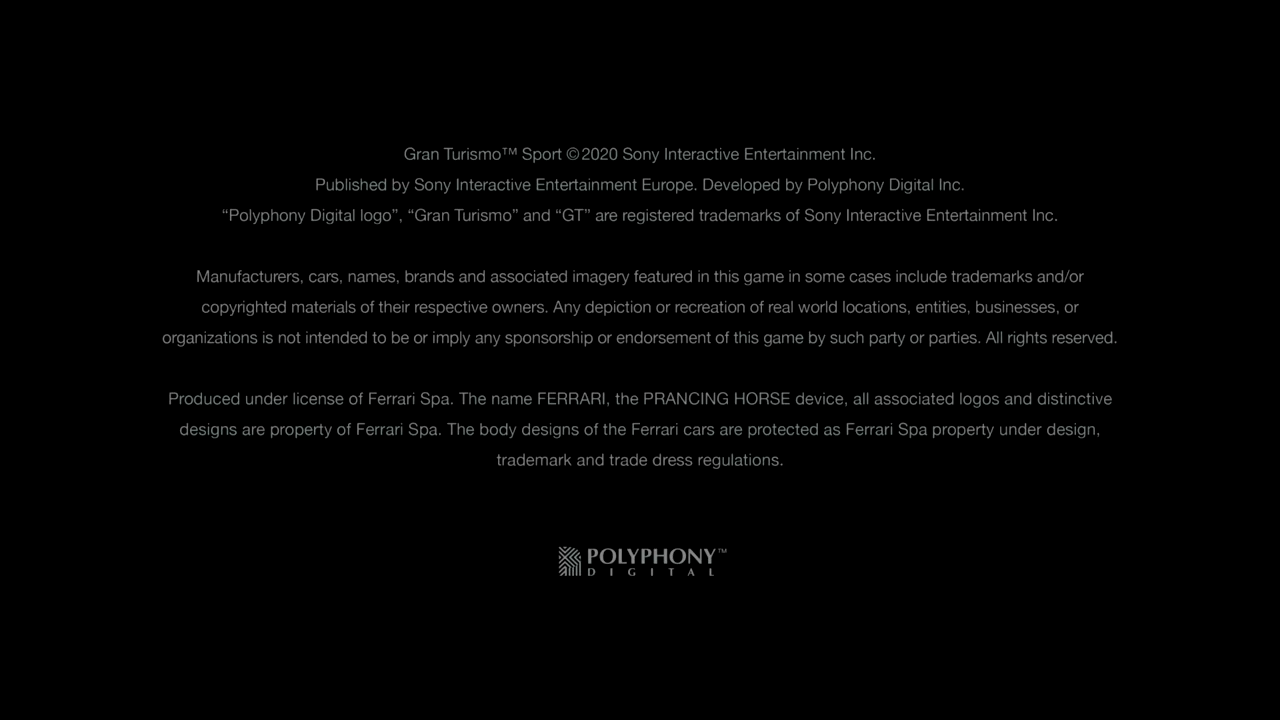 Gran Turismo™ Sport ©2020 Sony Interactive Entertainment Inc.
Published by Sony Interactive Entertainment Europe. Developed by Polyphony Digital Inc.
“Polyphony Digital logo”, “Gran Turismo” and “GT” are registered trademarks of Sony Interactive Entertainment Inc.
Manufacturers, cars, names, brands and associated imagery featured in this game in some cases include trademarks and/or
copyrighted materials of their respective owners. Any depiction or recreation of real world locations, entities, businesses, or
organizations is not intended to be or imply any sponsorship or endorsement of this game by such party or parties. All rights reserved.
Produced under license of Ferrari Spa. The name FERRARI, the PRANCING HORSE device, all associated logos and distinctive
designs are property of Ferrari Spa. The body designs of the Ferrari cars are protected as Ferrari Spa property under design,
trademark and trade dress regulations.
POLYPHONY™
DIGITAL